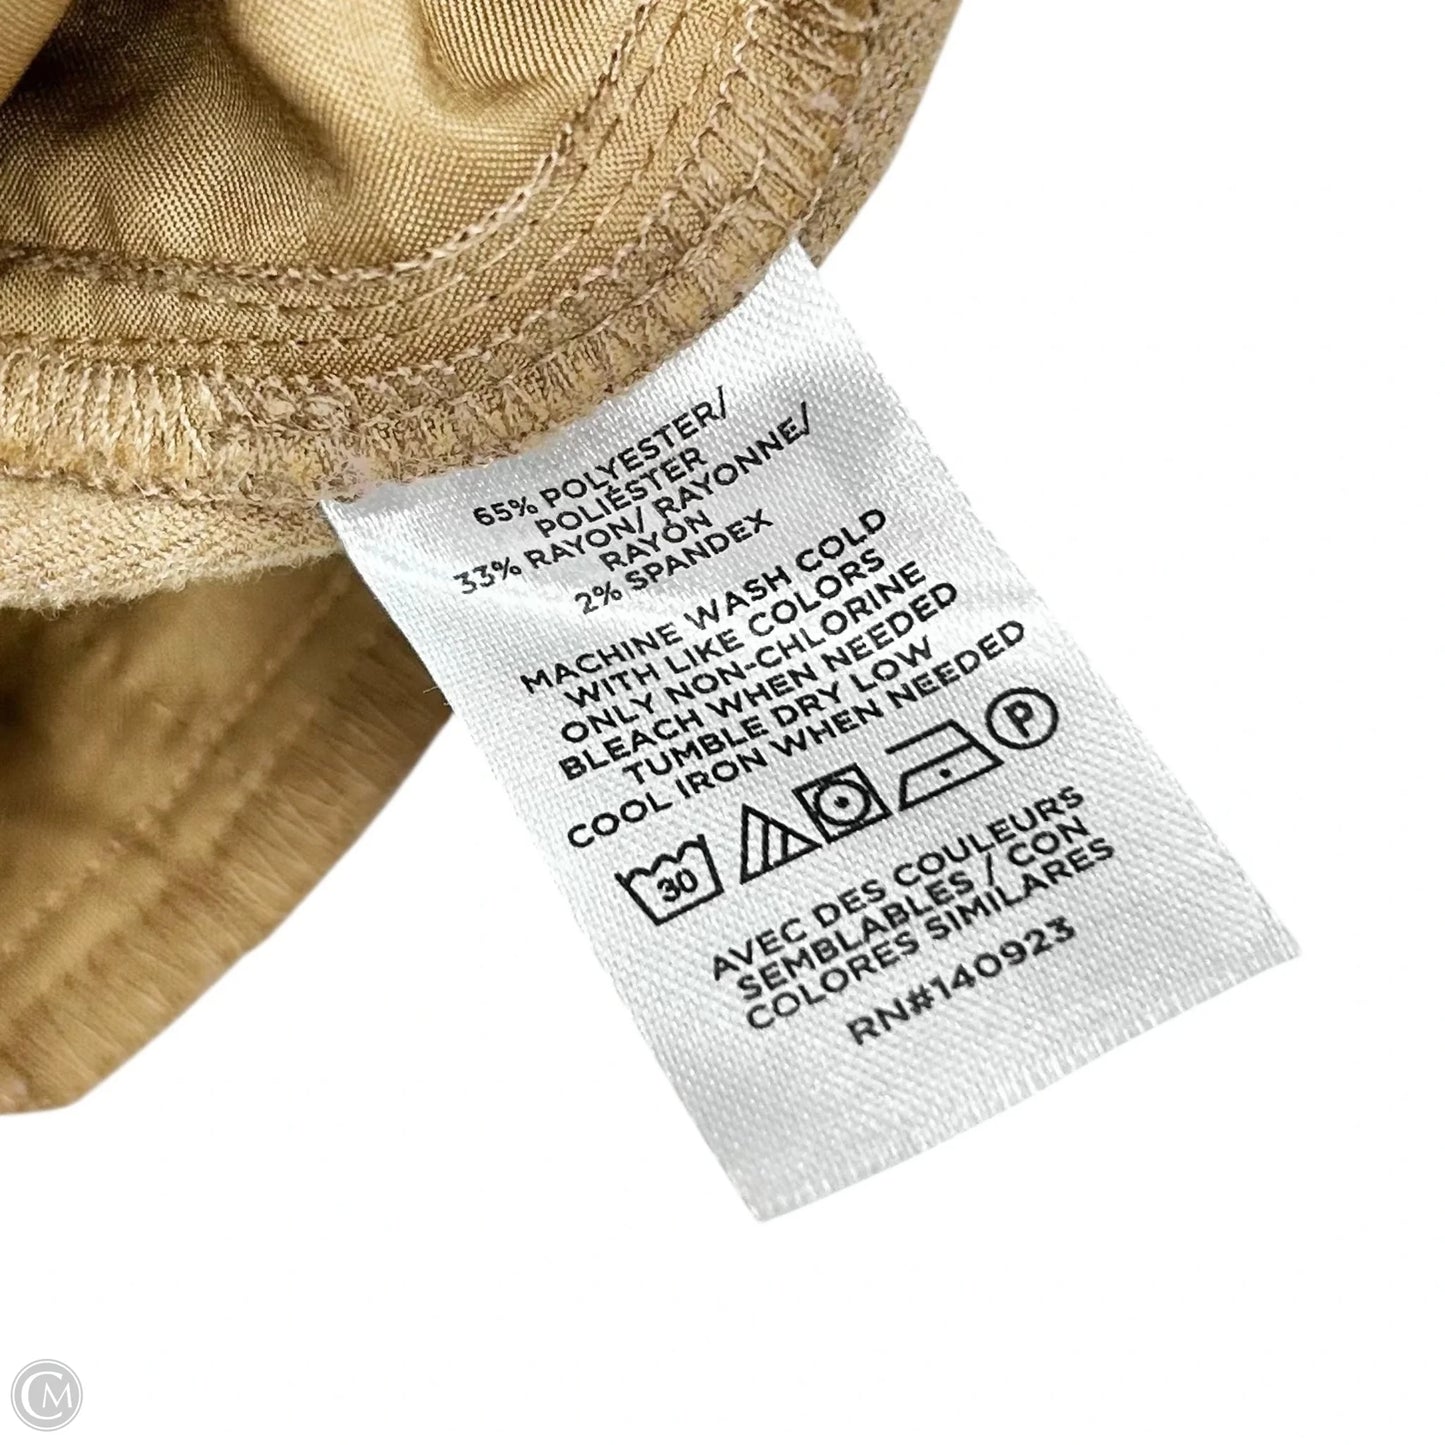 65% POLYESTER/
POLIÉSTER
33% RAYON/ RAYONNE/
RAYÓN
2% SPANDEX
MACHINE WASH COLD
WITH LIKE COLORS
ONLY NON-CHLORINE
BLEACH WHEN NEEDED
TUMBLE DRY LOW
COOL IRON WHEN NEEDED
30 P
AVEC DES COULEURS
SEMBLABLES / CON
COLORES SIMILARES
RN#140923
CM